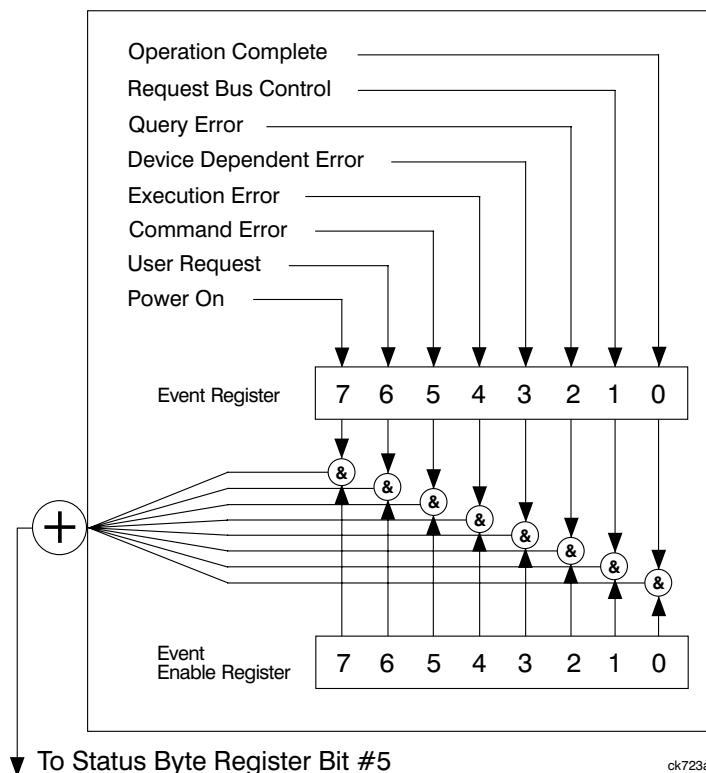 Operation Complete
Request Bus Control
Query Error
Device Dependent Error
Execution Error
Command Error
User Request
Power On
Event Register 7 6 5 4 3 2 1 0
&
&
&
&
&
&
&
&
+
Event
Enable Register 7 6 5 4 3 2 1 0
To Status Byte Register Bit #5
ck723a